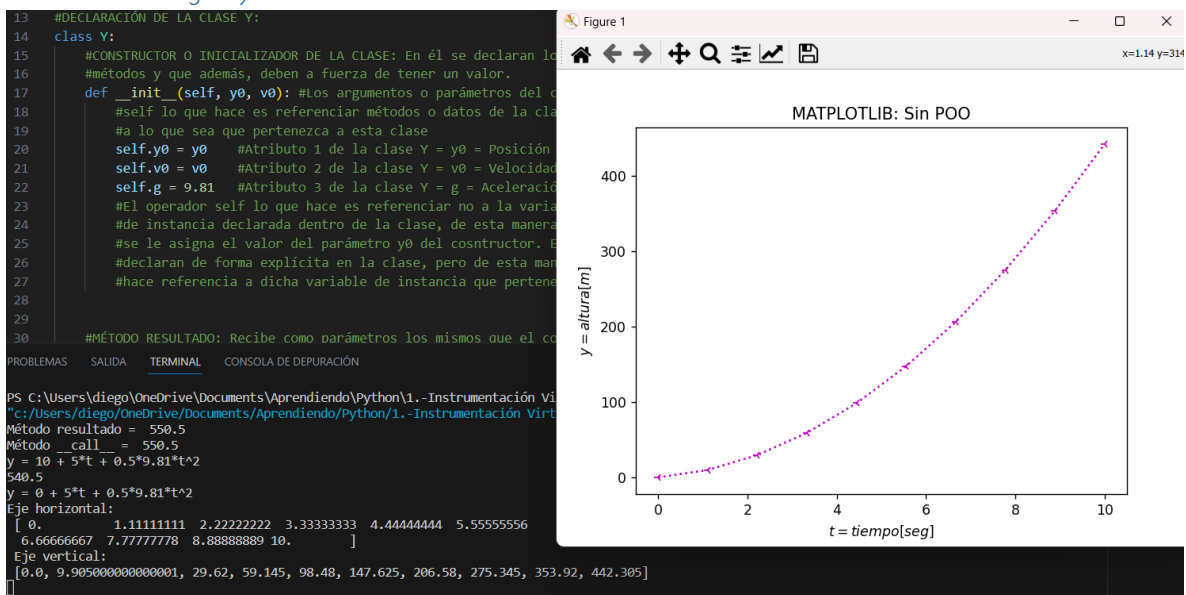 13 #DECLARACIÓN DE LA CLASE Y:
14 class Y:
15 #CONSTRUCTOR O INICIALIZADOR DE LA CLASE: En él se declaran lo
16 #métodos y que además, deben a fuerza de tener un valor.
17 def __init__(self, y0, v0): #Los argumentos o parámetros del c
18 #self lo que hace es referenciar métodos o datos de la cla
19 #a lo que sea que pertenezca a esta clase
20 self.y0 = y0 #Atributo 1 de la clase Y = y0 = Posición
21 self.v0 = v0 #Atributo 2 de la clase Y = v0 = Velocidad
22 self.g = 9.81 #Atributo 3 de la clase Y = g = Aceleració
23 #El operador self lo que hace es referenciar no a la varia
24 #de instancia declarada dentro de la clase, de esta manera
25 #se le asigna el valor del parámetro y0 del cosntructor. E
26 #declaran de forma explícita en la clase, pero de esta man
27 #hace referencia a dicha variable de instancia que pertene
28
29
30 #MÉTODO RESULTADO: Recibe como parámetros los mismos que el co
PROBLEMAS SALIDA TERMINAL CONSOLA DE DEPURACIÓN
PS C:\Users\diego\OneDrive\Documents\Aprendiendo\Python\1.-Instrumentación Vi
"c:/Users/diego/OneDrive/Documents/Aprendiendo/Python/1.-Instrumentación Virt
Método resultado = 550.5
Método __call__ = 550.5
y = 10 + 5*t + 0.5*9.81*t^2
540.5
y = 0 + 5*t + 0.5*9.81*t^2
Eje horizontal:
[ 0. 1.11111111 2.22222222 3.33333333 4.44444444 5.55555556
6.66666667 7.77777778 8.88888889 10. ]
Eje vertical:
[0.0, 9.905000000000001, 29.62, 59.145, 98.48, 147.625, 206.58, 275.345, 353.92, 442.305]
Figure 1
x=1.14 y=314
MATPLOTLIB: Sin POO
400
300
200
100
0
y = altura[m]
0 2 4 6 8 10
t = tiempo[seg]